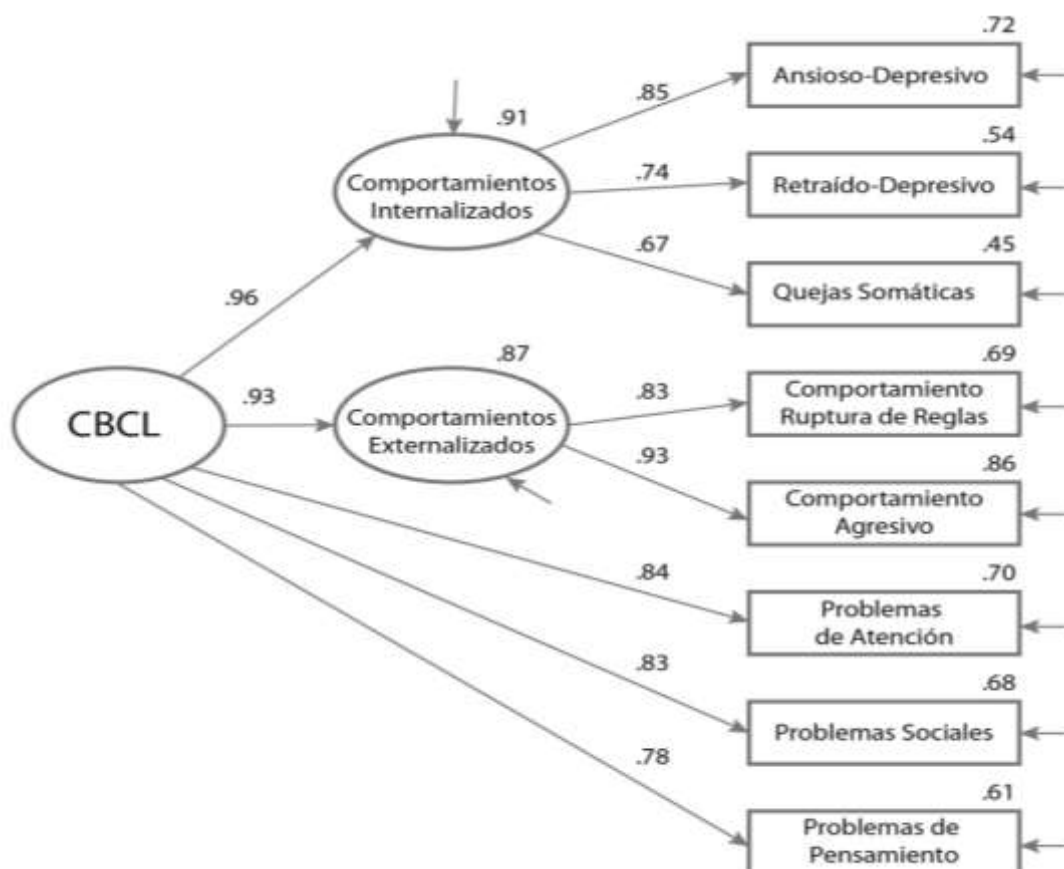 .72
Ansioso-Depresivo
.85
.91
.54
Comportamientos
Internalizados
.74
Retraído-Depresivo
.67
.45
Quejas Somáticas
.96
.87
.69
.93
CBCL
Comportamientos
Externalizados
.83
Comportamiento
Ruptura de Reglas
.93
.86
Comportamiento
Agresivo
.84
.70
Problemas
de Atención
.83
.68
Problemas Sociales
.78
.61
Problemas de
Pensamiento